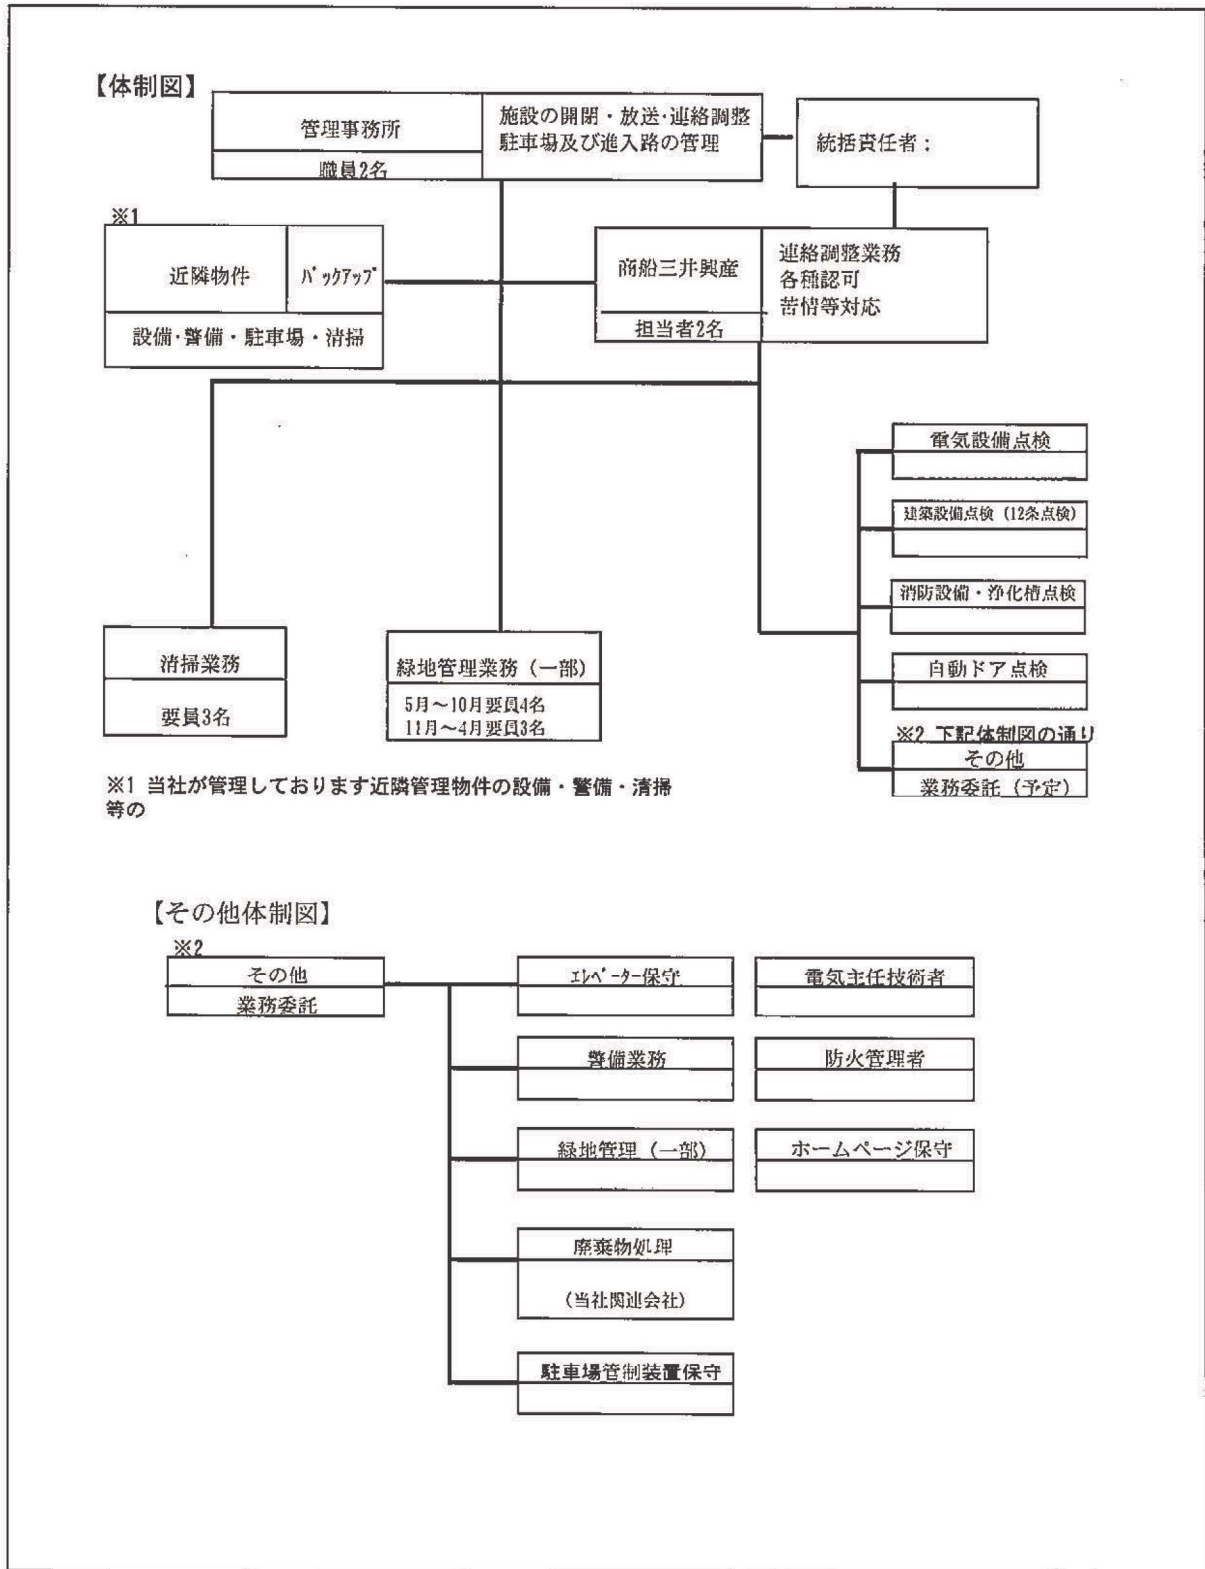 【体制図】
管理事務所
職員2名
施設の開閉・放送・連絡調整
駐車場及び進入路の管理
統括責任者:
※1
近隣物件
バックアップ
設備・警備・駐車場・清掃
商船三井興産
担当者2名
連絡調整業務
各種認可
苦情等対応
電気設備点検
建築設備点検(12条点検)
消防設備・浄化槽点検
自動ドア点検
※2 下記体制図の通り
その他
業務委託(予定)
清掃業務
要員3名
緑地管理業務(一部)
5月~10月要員4名
11月~4月要員3名
※1 当社が管理しております近隣管理物件の設備・警備・清掃
等の
【その他体制図】
※2
その他
業務委託
エレベーター保守
電気主任技術者
警備業務
防火管理者
緑地管理(一部)
ホームページ保守
廃棄物処理
(当社関連会社)
駐車場管制装置保守